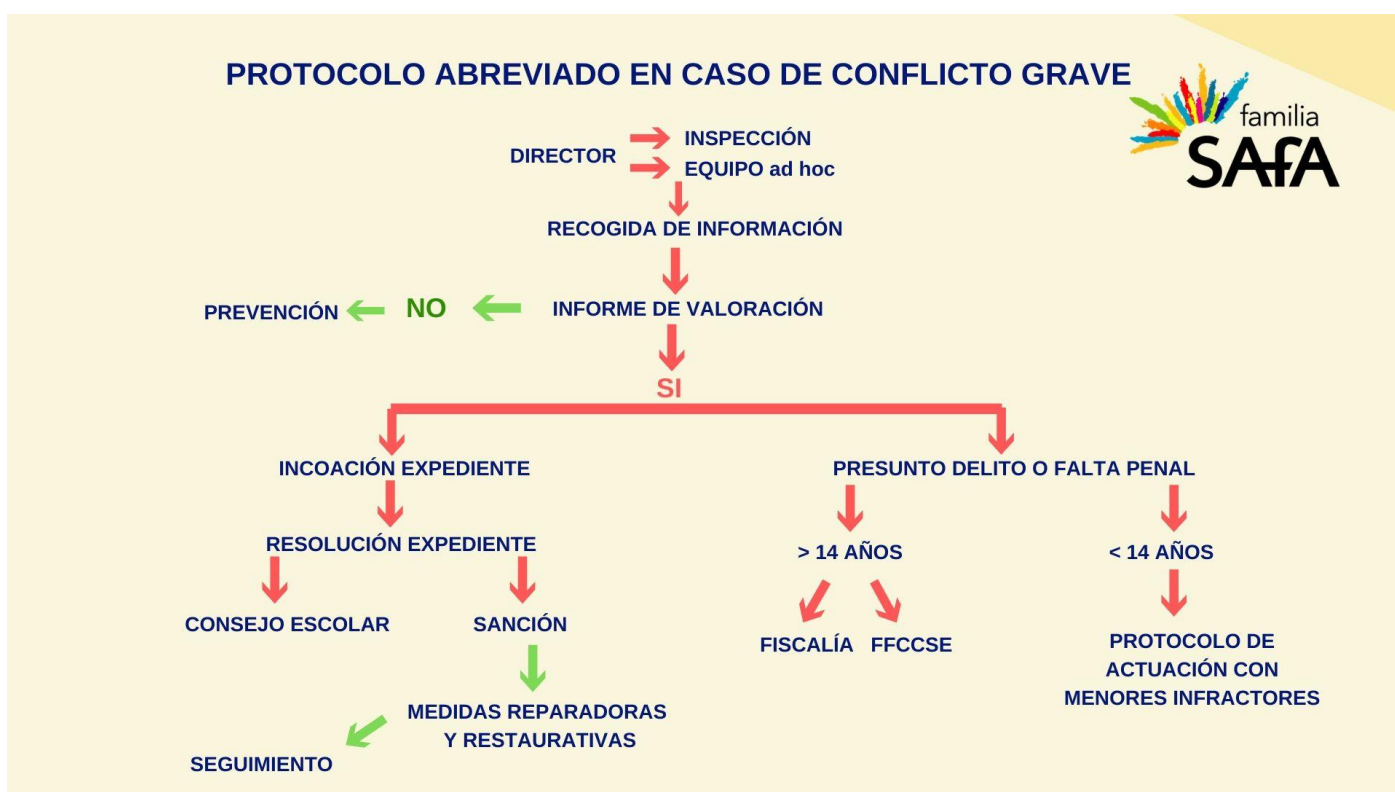 PROTOCOLO ABREVIADO EN CASO DE CONFLICTO GRAVE
familia
SAfA
DIRECTOR
INSPECCIÓN
EQUIPO ad hoc
RECOGIDA DE INFORMACIÓN
PREVENCIÓN
NO
INFORME DE VALORACIÓN
SI
INCOACIÓN EXPEDIENTE
PRESUNTO DELITO O FALTA PENAL
RESOLUCIÓN EXPEDIENTE
> 14 AÑOS
< 14 AÑOS
CONSEJO ESCOLAR
SANCIÓN
FISCALÍA
FFCCSE
PROTOCOLO DE
ACTUACIÓN CON
MENORES INFRACTORES
MEDIDAS REPARADORAS
Y RESTAURATIVAS
SEGUIMIENTO